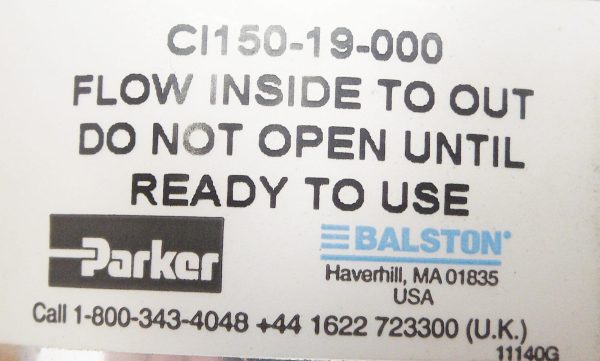 CI150-19-000
FLOW INSIDE TO OUT
DO NOT OPEN UNTIL
READY TO USE
Parker
BALSTON®
Haverhill, MA 01835
USA
Call 1-800-343-4048 +44 1622 723300 (U.K.)
11140G